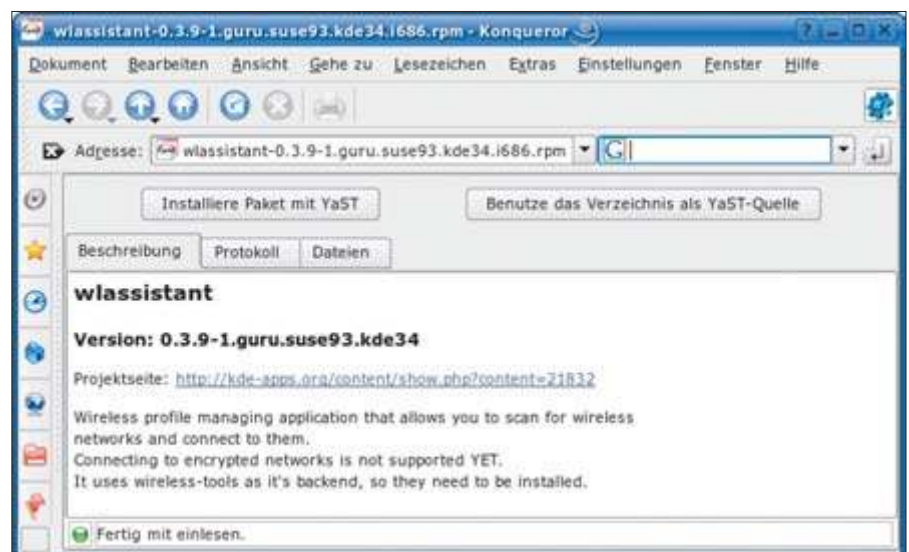 wlassistant-0.3.9-1.guru.suse93.kde34.i686.rpm - Konqueror
Dokument Bearbeiten Ansicht Gehe zu Lesezeichen Extras Einstellungen Fenster Hilfe
Adresse: wlassistant-0.3.9-1.guru.suse93.kde34.i686.rpm G
Installiere Paket mit YaST Benutze das Verzeichnis als YaST-Quelle
Beschreibung Protokoll Dateien
wlassistant
Version: 0.3.9-1.guru.suse93.kde34
Projektseite: http://kde-apps.org/content/show.php?content=21832
Wireless profile managing application that allows you to scan for wireless
networks and connect to them.
Connecting to encrypted networks is not supported YET.
It uses wireless-tools as it's backend, so they need to be installed.
Fertig mit einlesen.